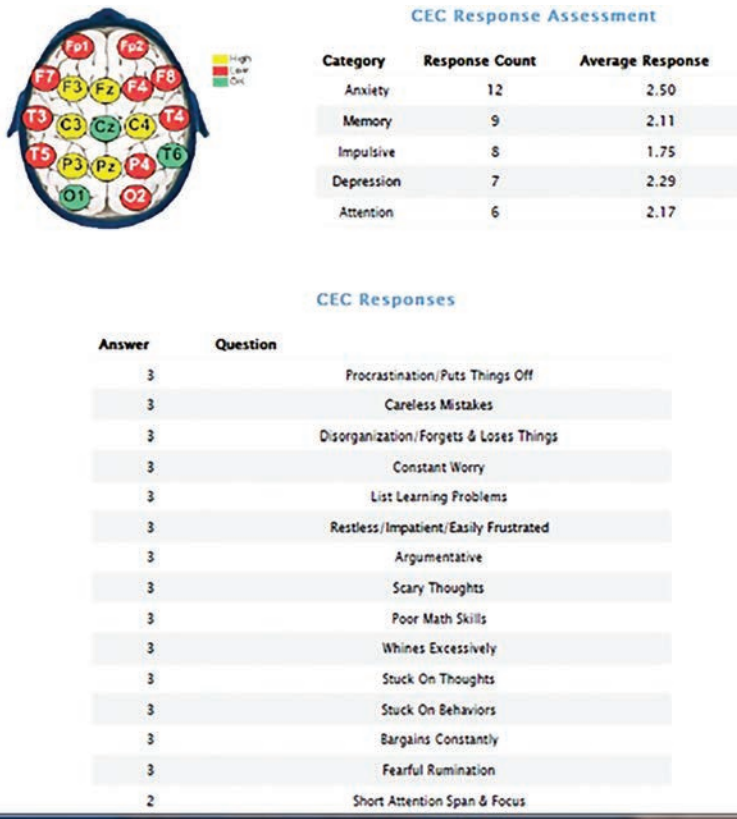 Fp1 Fp2
F7 F3 Fz F4 F8
T3 C3 Cz C4 T4
T5 P3 Pz P4 T6
O1 O2
High
Low
OK
CEC Response Assessment
Category Response Count Average Response
Anxiety 12 2.50
Memory 9 2.11
Impulsive 8 1.75
Depression 7 2.29
Attention 6 2.17
CEC Responses
Answer Question
3 Procrastination/Puts Things Off
3 Careless Mistakes
3 Disorganization/Forgets & Loses Things
3 Constant Worry
3 List Learning Problems
3 Restless/Impatient/Easily Frustrated
3 Argumentative
3 Scary Thoughts
3 Poor Math Skills
3 Whines Excessively
3 Stuck On Thoughts
3 Stuck On Behaviors
3 Bargains Constantly
3 Fearful Rumination
2 Short Attention Span & Focus